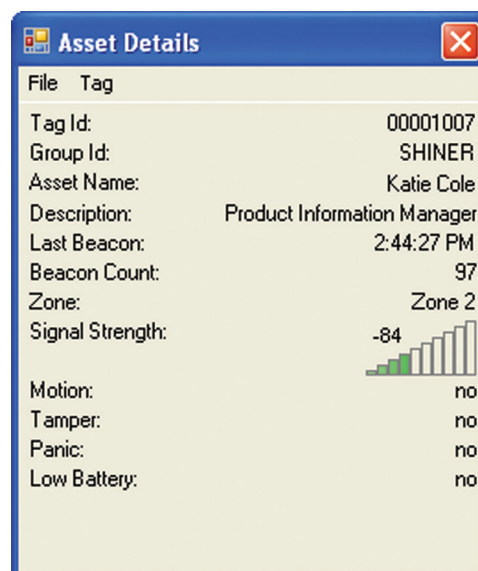 Asset Details
File Tag
Tag Id: 00001007
Group Id: SHINER
Asset Name: Katie Cole
Description: Product Information Manager
Last Beacon: 2:44:27 PM
Beacon Count: 97
Zone: Zone 2
Signal Strength: -84
Motion: no
Tamper: no
Panic: no
Low Battery: no